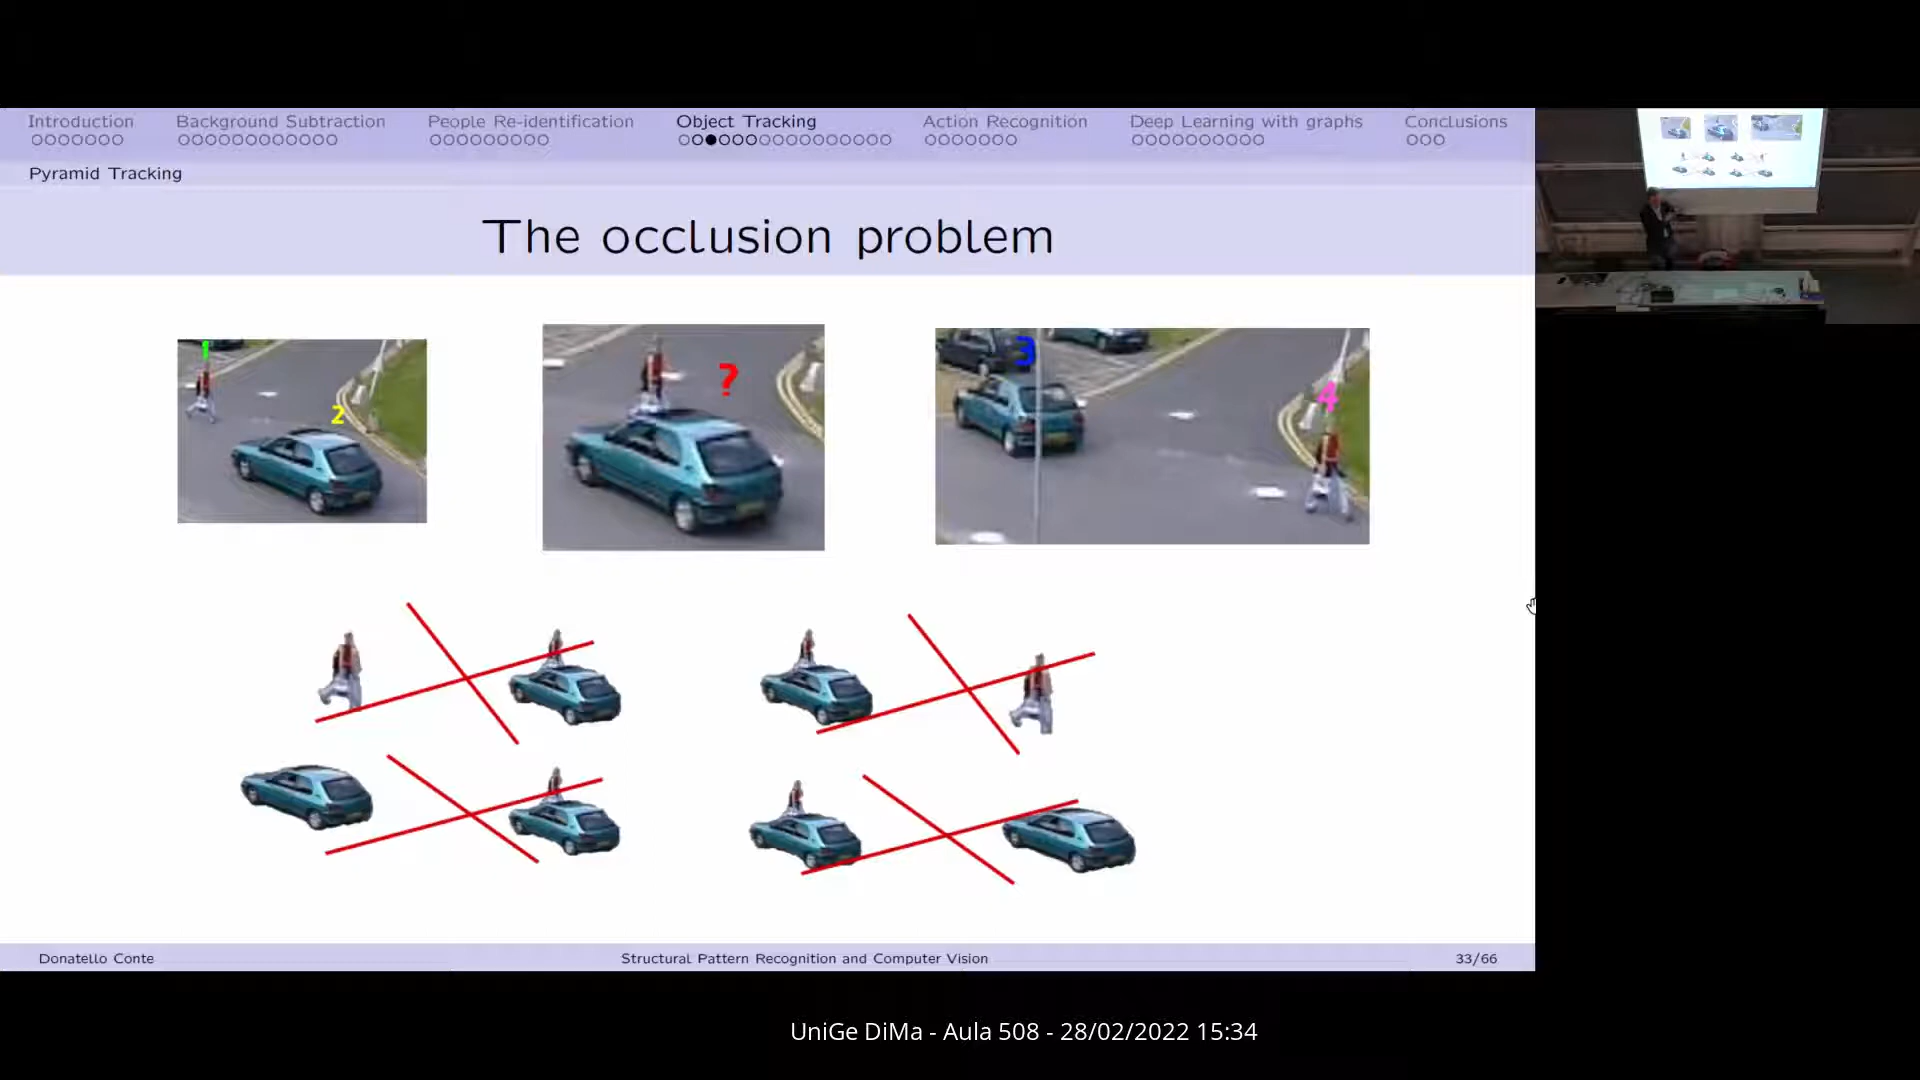 Introduction
Background Subtraction
People Re-identification
Object Tracking
Action Recognition
Deep Learning with graphs
Conclusions
Pyramid Tracking
The occlusion problem
1
2
?
3
4
Donatello Conte
Structural Pattern Recognition and Computer Vision
33/66
UniGe DiMa - Aula 508 - 28/02/2022 15:34